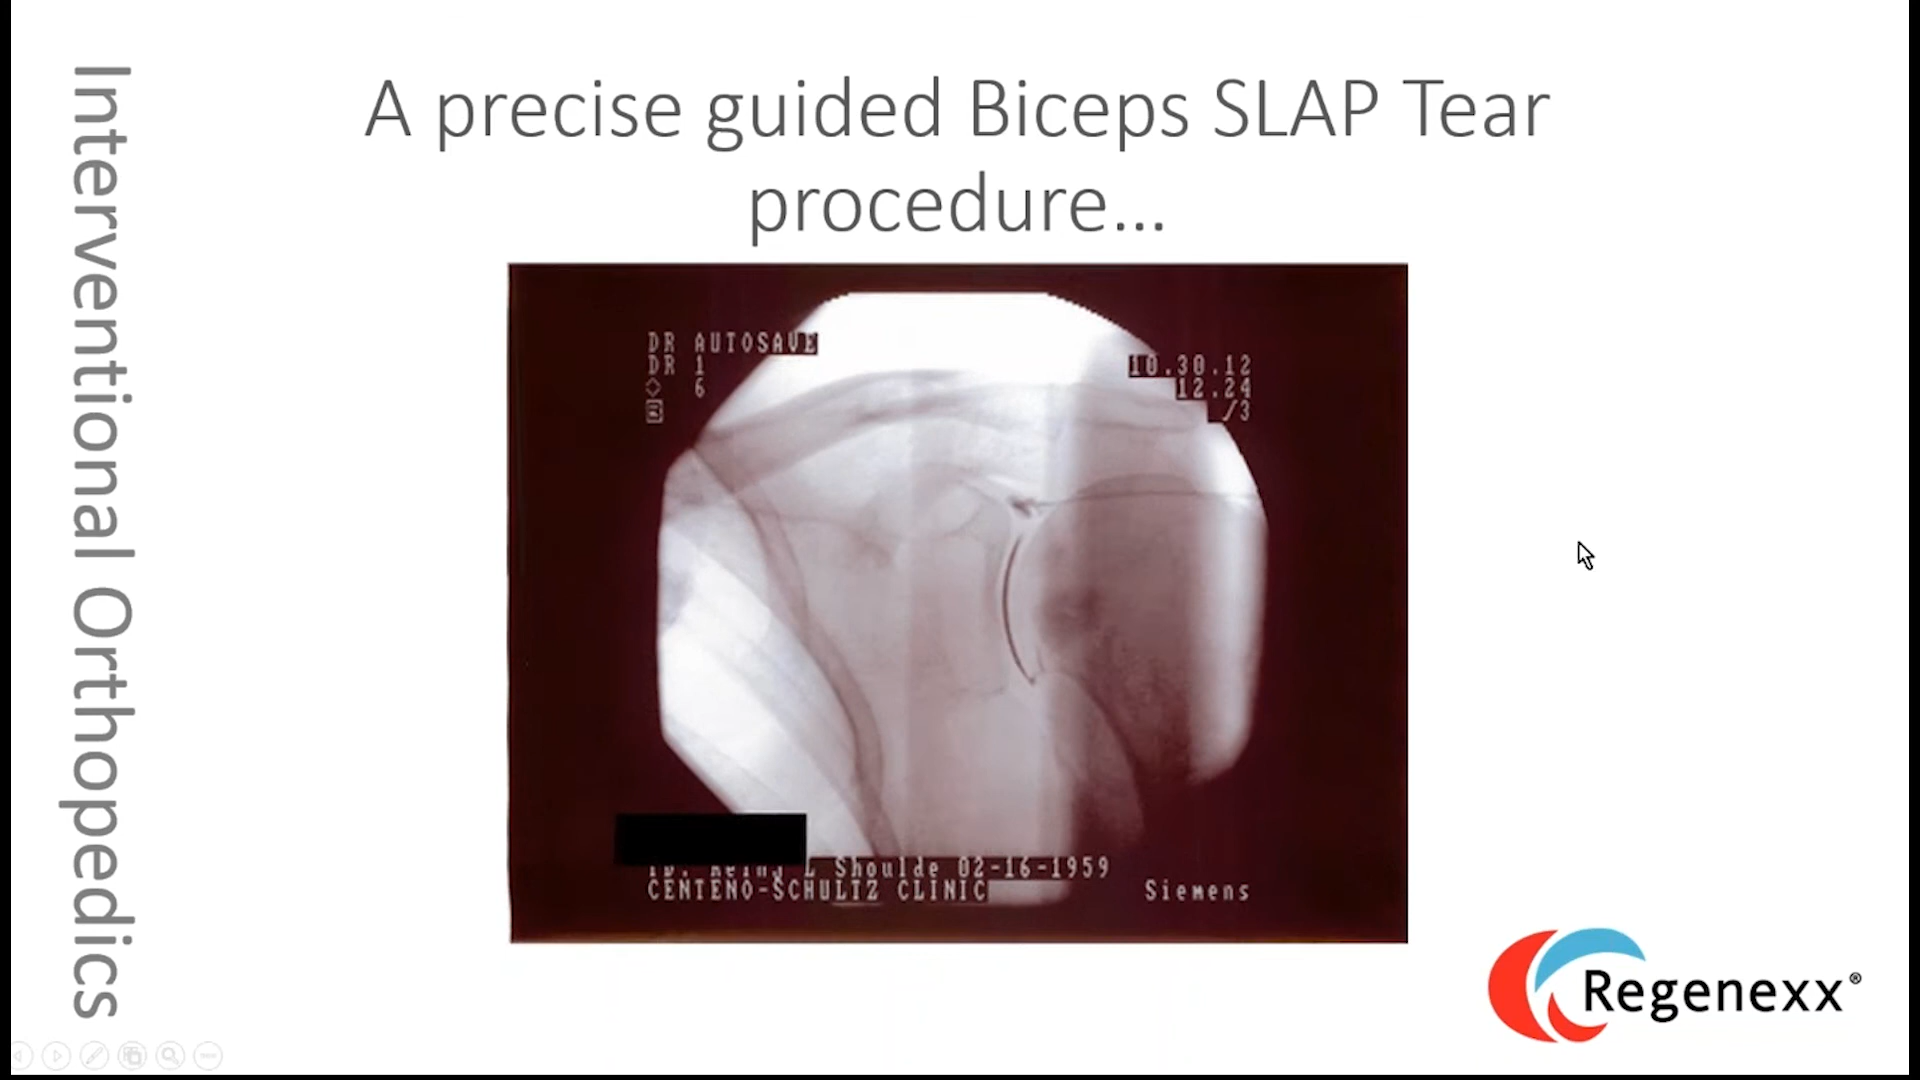 Interventional Orthopedics
A precise guided Biceps SLAP Tear
procedure...
DR AUTOSAVE
DR 1
6
10.30.12
12.24
/3
L Shoulde 02-16-1959
CENTENO-SCHULTZ CLINIC
Siemens
Regenexx®